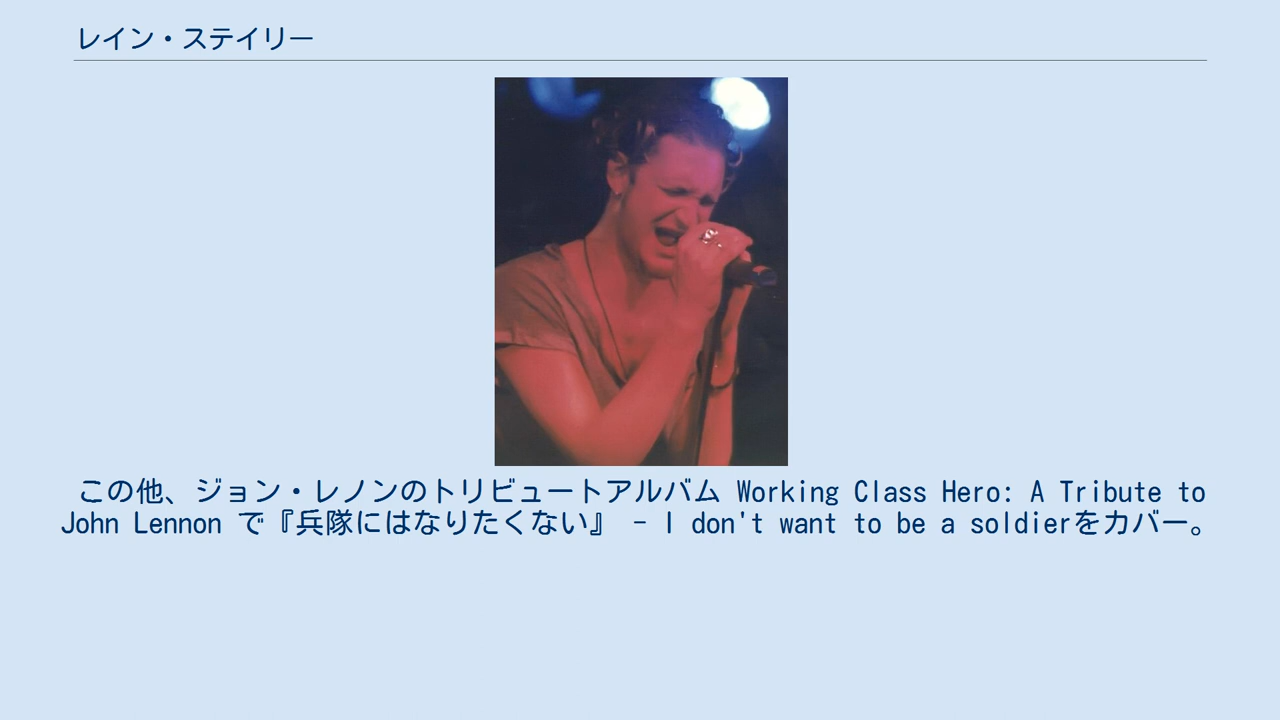 レイン・ステイリー
この他、ジョン・レノンのトリビュートアルバム Working Class Hero: A Tribute to
John Lennon で『兵隊にはなりたくない』 - I don't want to be a soldierをカバー。